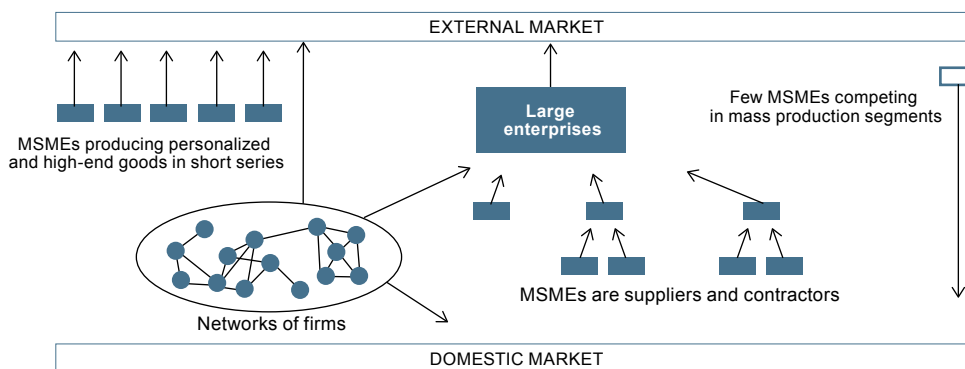 EXTERNAL MARKET
MSMEs producing personalized
and high-end goods in short series
Large
enterprises
Few MSMEs competing
in mass production segments
MSMEs are suppliers and contractors
Networks of firms
DOMESTIC MARKET